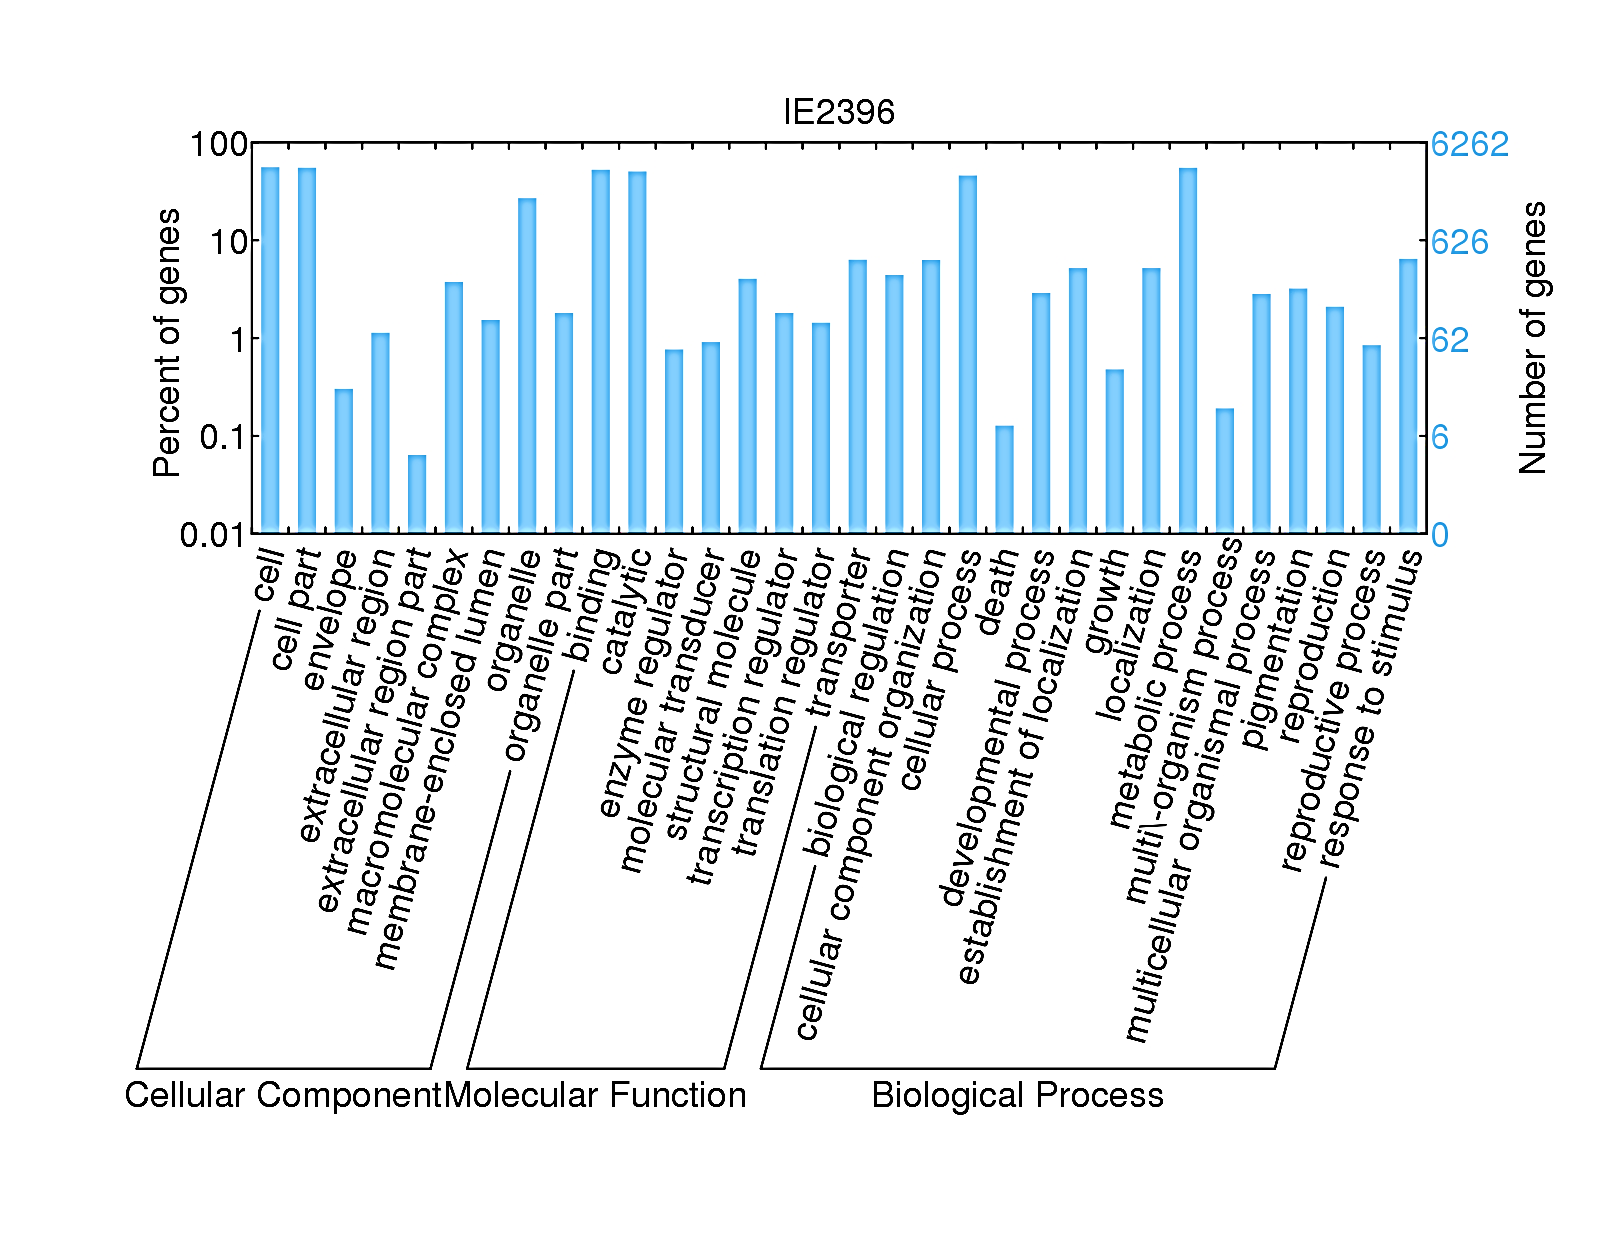 IE2396
100
10
1
0.1
0.01
Percent of genes
6262
626
62
6
0
Number of genes
cell
cell part
envelope
extracellular region
extracellular region part
macromolecular complex
membrane-enclosed lumen
organelle
organelle part
binding
catalytic
enzyme regulator
molecular transducer
structural molecule
transcription regulator
translation regulator
transporter
biological regulation
cellular component organization
cellular process
death
developmental process
establishment of localization
growth
localization
metabolic process
multi\-organism process
multicellular organismal process
pigmentation
reproduction
reproductive process
response to stimulus
Cellular Component
Molecular Function
Biological Process